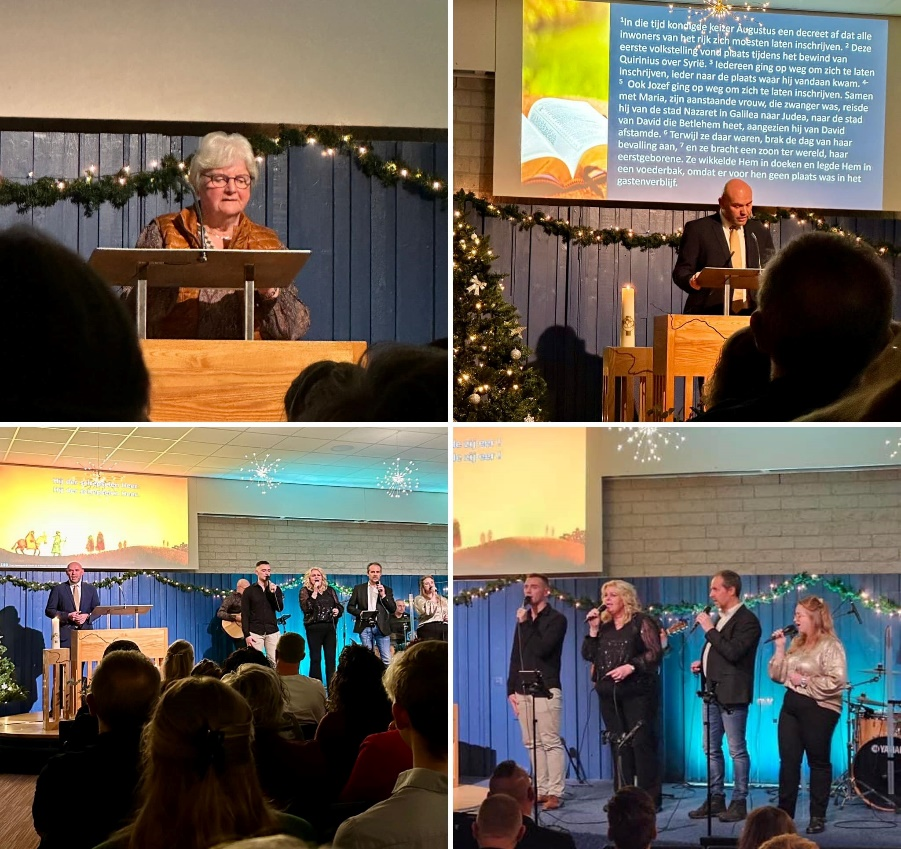 ¹In die tijd kondigde keizer Augustus een decreet af dat alle
inwoners van het rijk zich moesten laten inschrijven. ² Deze
eerste volkstelling vond plaats tijdens het bewind van
Quirinius over Syrië. ³ Iedereen ging op weg om zich te laten
inschrijven, ieder naar de plaats waar hij vandaan kwam. ⁴⁻
⁵ Ook Jozef ging op weg om zich te laten inschrijven. Samen
met Maria, zijn aanstaande vrouw, die zwanger was, reisde
hij van de stad Nazaret in Galilea naar Judea, naar de stad
van David die Betlehem heet, aangezien hij van David
afstamde. ⁶ Terwijl ze daar waren, brak de dag van haar
bevalling aan, ⁷ en ze bracht een zoon ter wereld, haar
eerstgeborene. Ze wikkelde Hem in doeken en legde Hem in
een voederbak, omdat er voor hen geen plaats was in het
gastenverblijf.
zij eer !
zij eer !
YAMAHA